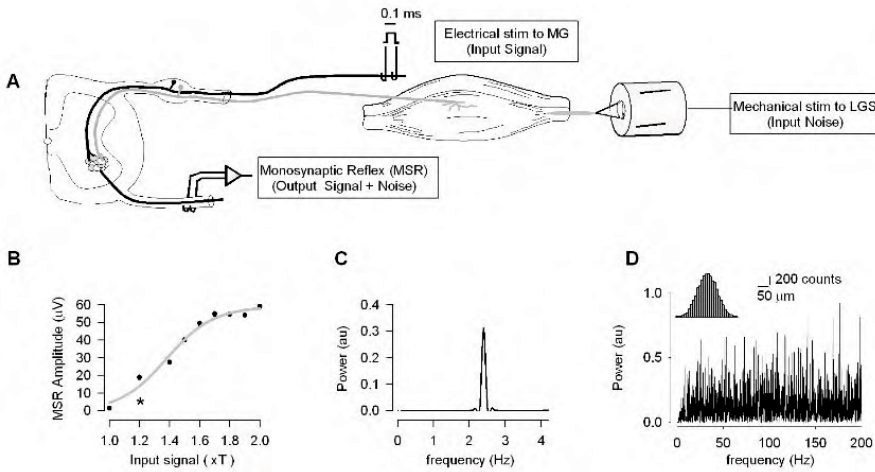 0.1 ms
Electrical stim to MG
(Input Signal)
A
Mechanical stim to LGS
(Input Noise)
Monosynaptic Reflex (MSR)
(Output Signal + Noise)
B
MSR Amplitude (μV)
60
50
40
30
20
10
0
*
1.0 1.2 1.4 1.6 1.8 2.0
Input signal (xT)
C
Power (au)
0.4
0.3
0.2
0.1
0.0
0 1 2 3 4
frequency (Hz)
D
200 counts
50 μm
Power (au)
1.0
0.5
0.0
0 50 100 150 200
frequency (Hz)